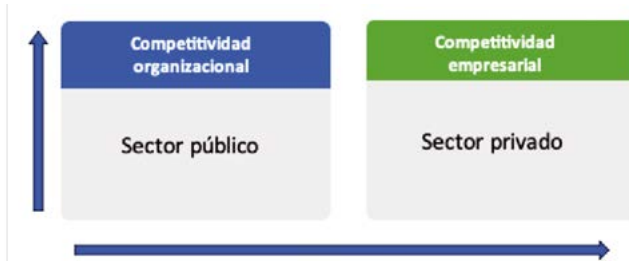 Competitividad
organizacional
Sector público
Competitividad
empresarial
Sector privado